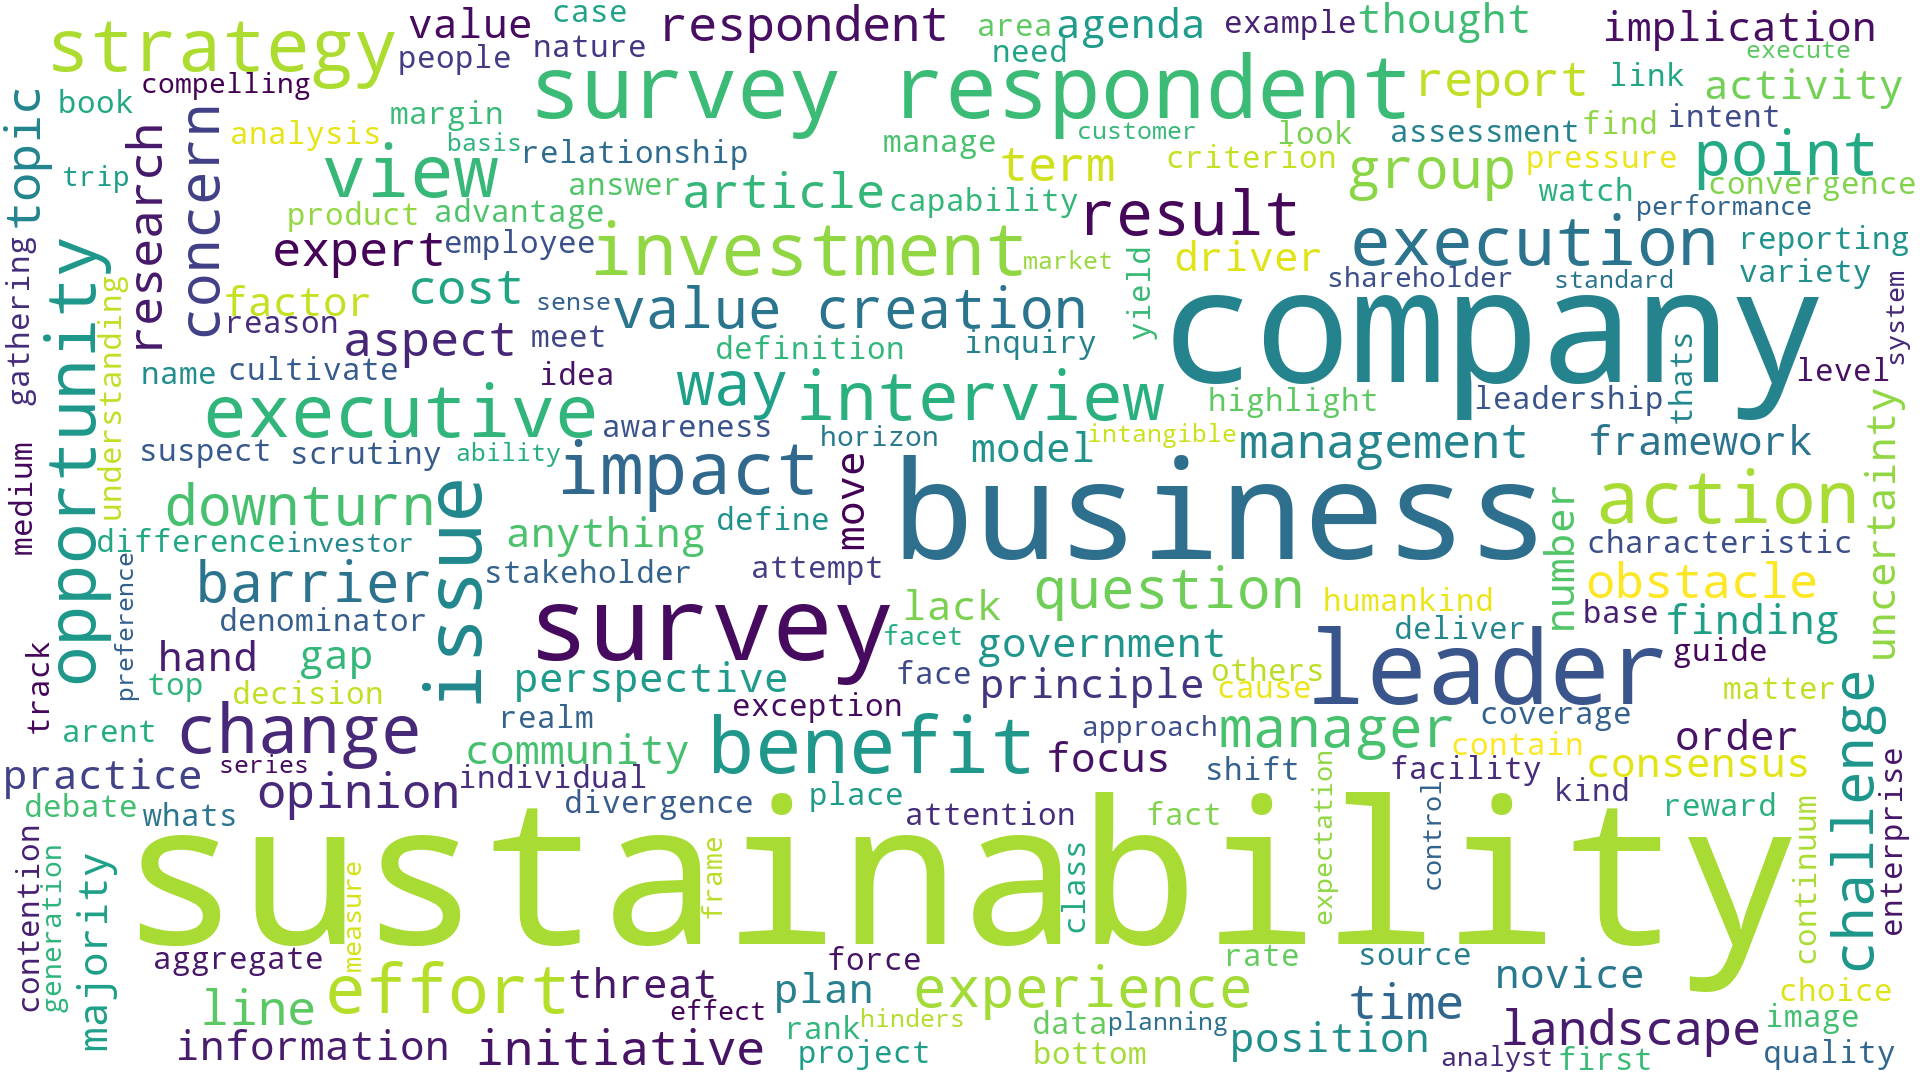 strategy
value
case
respondent
area
agenda
example
thought
implication
people
nature
need
execute
compelling
survey respondent
report
link
activity
book
topic
concern
margin
research
analysis
basis
relationship
manage
customer
look
assessment
find
intent
trip
view
answer
article
capability
term
criterion
group
pressure
point
watch
convergence
product
advantage
result
performance
gathering
opportunity
expert
employee
investment
market
driver
execution
reporting
shareholder
standard
variety
understanding
factor
cost
sense
value creation
yield
company
system
reason
aspect
meet
definition
inquiry
name
cultivate
idea
way
interview
highlight
leadership
thats
level
executive
awareness
horizon
model
intangible
management
framework
uncertainty
medium
suspect
scrutiny
ability
impact
business
action
downturn
issue
anything
define
move
number
characteristic
difference
investor
barrier
stakeholder
attempt
question
obstacle
preference
denominator
survey
lack
humankind
base
finding
facet
deliver
track
hand
gap
perspective
government
leader
guide
face
principle
others
top
decision
cause
matter
challenge
arent
change
realm
exception
approach
coverage
series
community
benefit
focus
manager
contain
order
practice
opinion
individual
shift
facility
consensus
enterprise
debate
whats
divergence
place
attention
fact
expectation
control
kind
reward
continuum
contention
generation
majority
sustainability
measure
frame
class
aggregate
effort
threat
force
experience
rate
source
novice
line
plan
time
choice
effect
information
initiative
rank
hinders
data
planning
position
landscape
image
project
bottom
analyst
first
quality